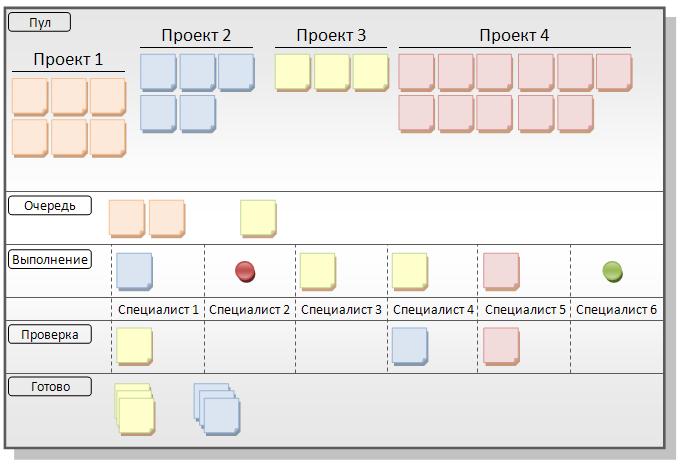 Пул
Проект 1
Проект 2
Проект 3
Проект 4
Очередь
Выполнение
Специалист 1
Специалист 2
Специалист 3
Специалист 4
Специалист 5
Специалист 6
Проверка
Готово